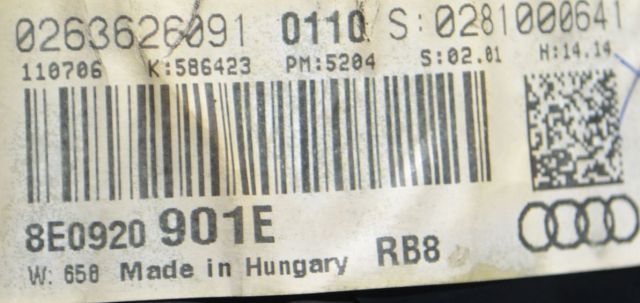 0263626091 0110 S:0281000641
110706 K:586423 PM:5204 S:02.01 H:14.14
8E0920 901E
W: 650 Made in Hungary RB8